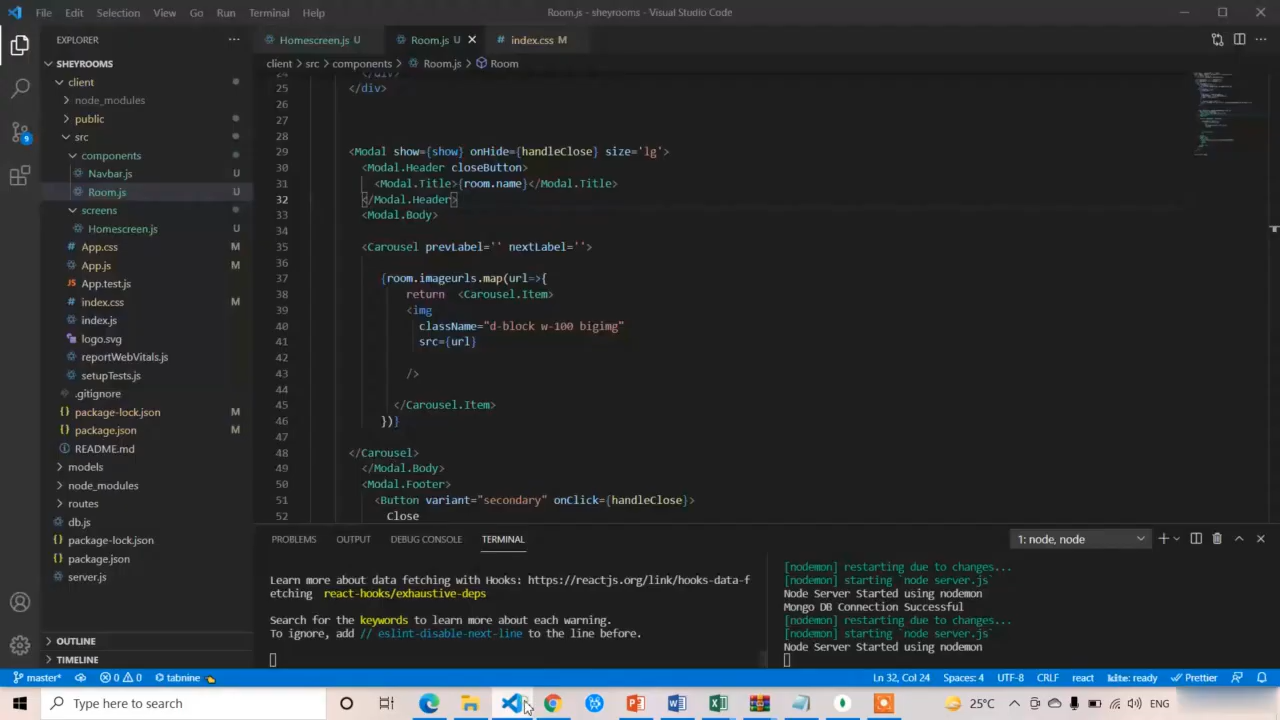 File Edit Selection View Go Run Terminal Help
Room.js - sheyrooms - Visual Studio Code
EXPLORER
Homescreen.js U
Room.js U
index.css M
SHEYROOMS
client > src > components > Room.js > Room
client
node_modules
public
src
components
Navbar.js U
Room.js U
screens
Homescreen.js U
App.css M
App.js M
App.test.js
index.css M
index.js
logo.svg
reportWebVitals.js
setupTests.js
.gitignore
package-lock.json M
package.json M
README.md
models
node_modules
routes
db.js
package-lock.json
package.json
server.js
OUTLINE
TIMELINE
9
24 </div>
25 </div>
26
27
28
29 <Modal show={show} onHide={handleClose} size='lg'>
30 <Modal.Header closeButton>
31 <Modal.Title>{room.name}</Modal.Title>
32 </Modal.Header>
33 <Modal.Body>
34
35 <Carousel prevLabel='' nextLabel=''>
36
37 {room.imageurls.map(url=>{
38 return <Carousel.Item>
39 <img
40 className="d-block w-100 bigimg"
41 src={url}
42
43 />
44
45 </Carousel.Item>
46 })}
47
48 </Carousel>
49 </Modal.Body>
50 <Modal.Footer>
51 <Button variant="secondary" onClick={handleClose}>
52 Close
PROBLEMS OUTPUT DEBUG CONSOLE TERMINAL
1: node, node
Learn more about data fetching with Hooks: https://reactjs.org/link/hooks-data-f
etching react-hooks/exhaustive-deps
Search for the keywords to learn more about each warning.
To ignore, add // eslint-disable-next-line to the line before.
[nodemon] restarting due to changes...
[nodemon] starting `node server.js`
Node Server Started using nodemon
Mongo DB Connection Successful
[nodemon] restarting due to changes...
[nodemon] starting `node server.js`
Node Server Started using nodemon
master* 0 0 tabnine
Ln 32, Col 24 Spaces: 4 UTF-8 CRLF react kite: ready Prettier
Type here to search
25°C
ENG